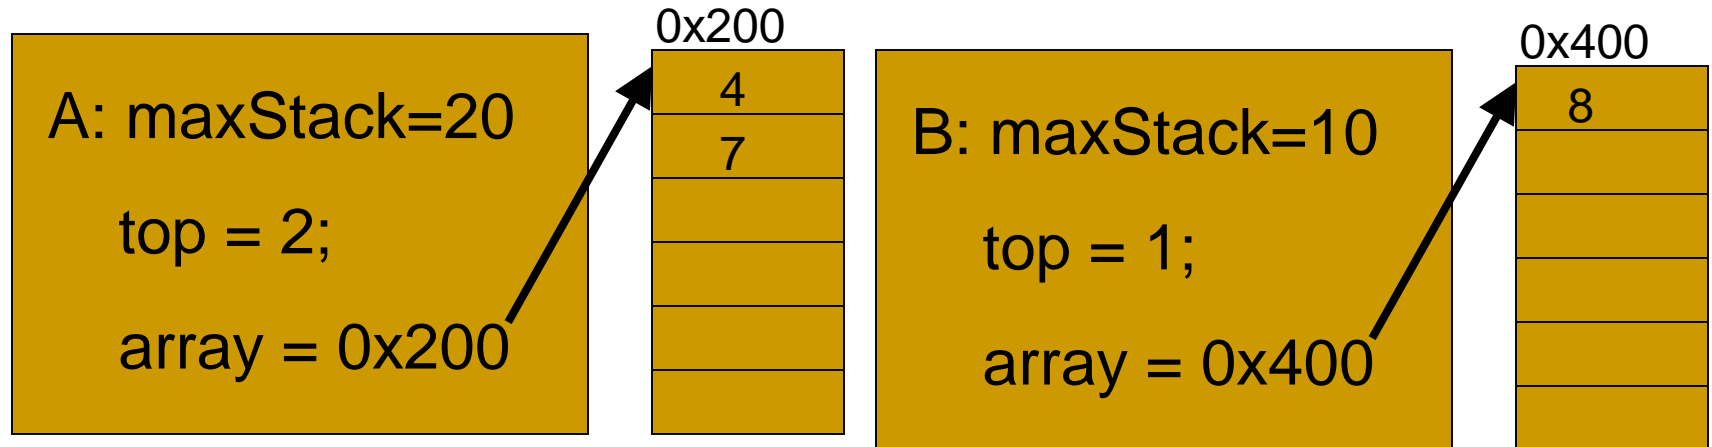 0x200
A: maxStack=20
top = 2;
array = 0x200
4
7
0x400
B: maxStack=10
top = 1;
array = 0x400
8